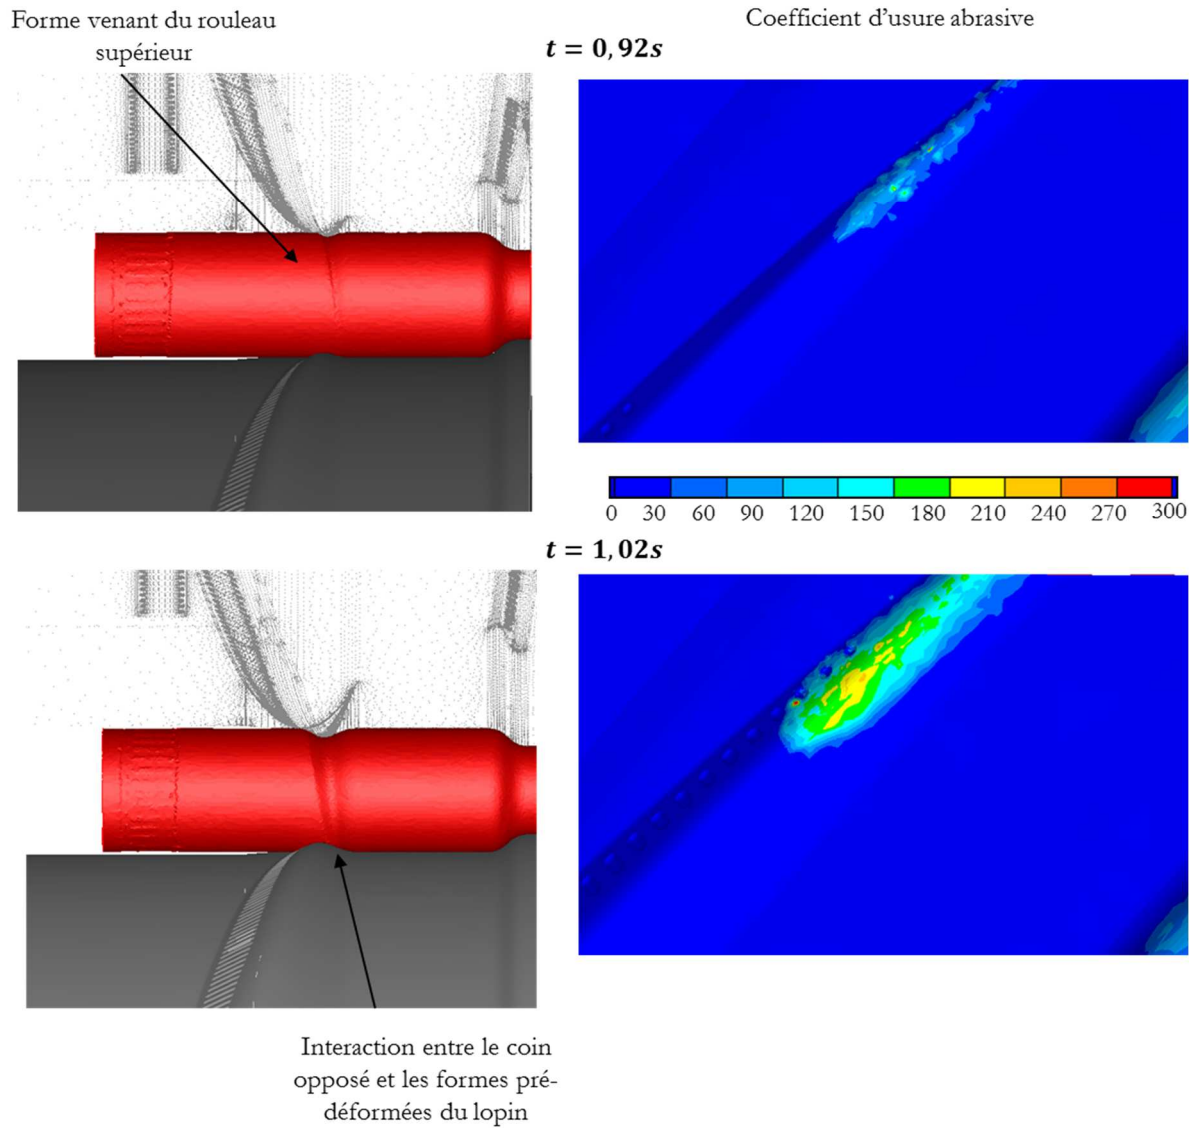 Forme venant du rouleau
supérieur
Coefficient d'usure abrasive
t = 0,92s
0 30 60 90 120 150 180 210 240 270 300
t = 1,02s
Interaction entre le coin
opposé et les formes pré-
déformées du lopin